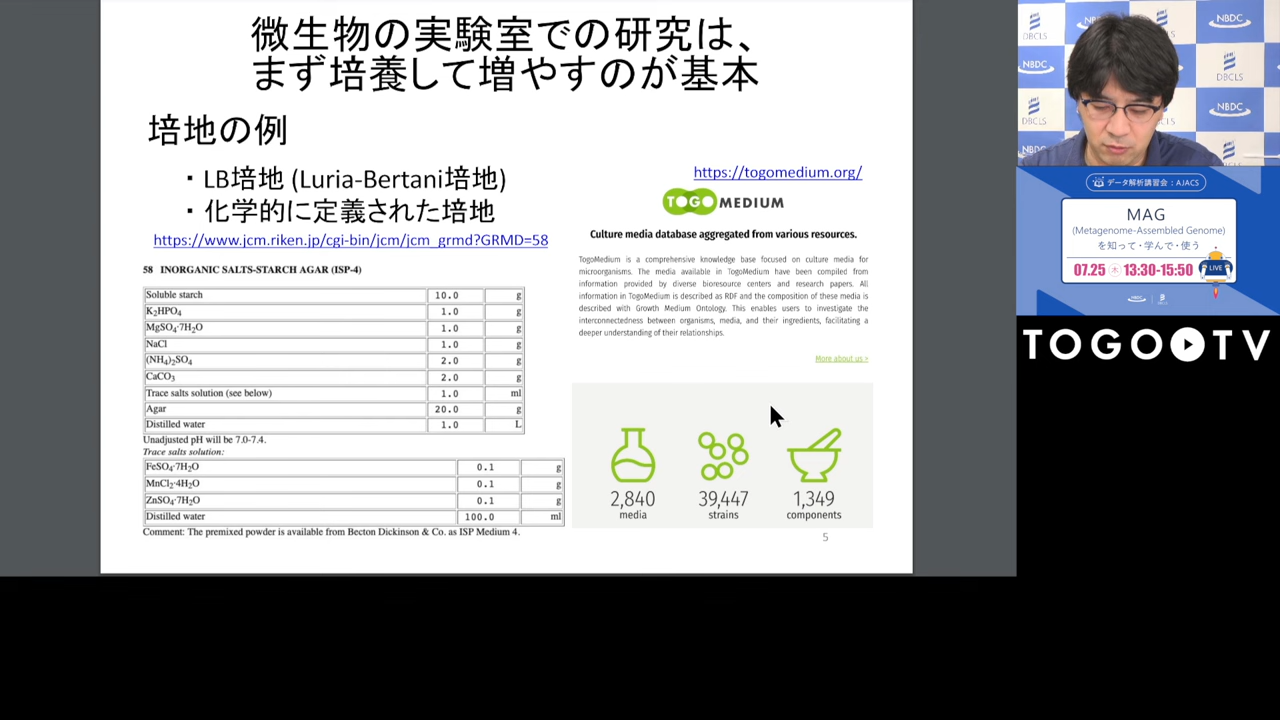 微生物の実験室での研究は、
まず培養して増やすのが基本
培地の例
・LB培地 (Luria-Bertani培地)
・化学的に定義された培地
https://www.jcm.riken.jp/cgi-bin/jcm/jcm_grmd?GRMD=58
58 INORGANIC SALTS-STARCH AGAR (ISP-4)
Soluble starch 10.0 g
K2HPO4 1.0 g
MgSO4·7H2O 1.0 g
NaCl 1.0 g
(NH4)2SO4 2.0 g
CaCO3 2.0 g
Trace salts solution (see below) 1.0 ml
Agar 20.0 g
Distilled water 1.0 L
Unadjusted pH will be 7.0-7.4.
Trace salts solution:
FeSO4·7H2O 0.1 g
MnCl2·4H2O 0.1 g
ZnSO4·7H2O 0.1 g
Distilled water 100.0 ml
Comment: The premixed powder is available from Becton Dickinson & Co. as ISP Medium 4.
https://togomedium.org/
TOGO MEDIUM
Culture media database aggregated from various resources.
TogoMedium is a comprehensive knowledge base focused on culture media for
microorganisms. The media available in TogoMedium have been compiled from
information provided by diverse bioresource centers and research papers. All
information in TogoMedium is described as RDF and the composition of these media is
described with Growth Medium Ontology. This enables users to investigate the
interconnectedness between organisms, media, and their ingredients, facilitating a
deeper understanding of their relationships.
More about us >
2,840 39,447 1,349
media strains components
5
DBCLS NBDC NBDC
NBDC DBCLS
DBCLS NBDC
NBDC
データ解析講習会：AJACS
MAG
(Metagenome-Assembled Genome)
を知って・学んで・使う
07.25 木 13:30-15:50
LIVE
TOGO TV